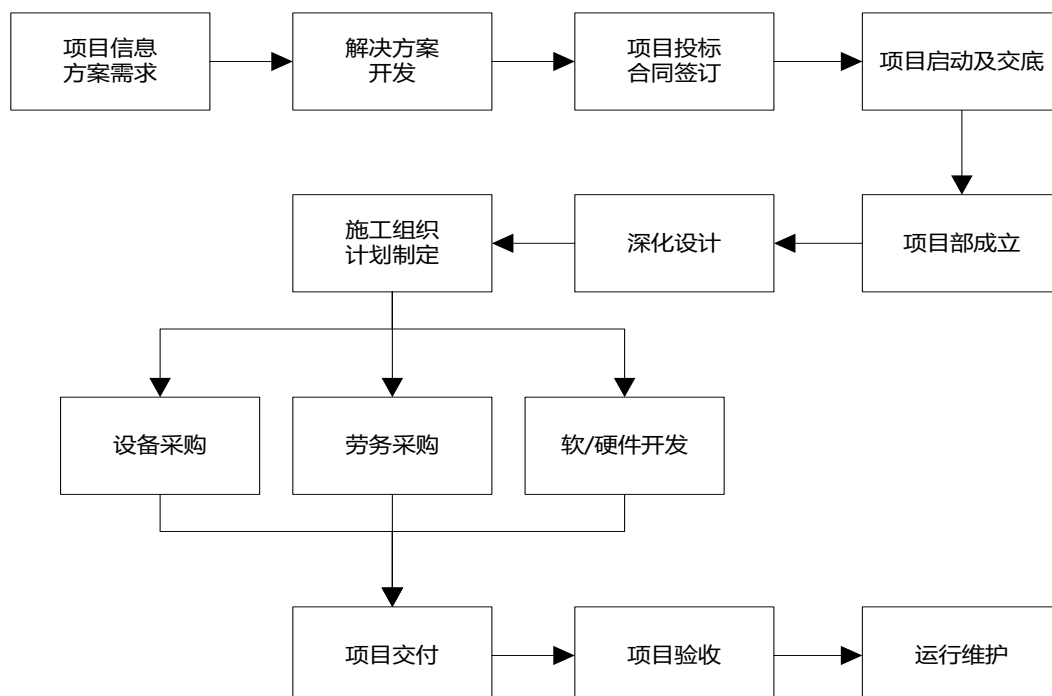 项目信息
方案需求
解决方案
开发
项目投标
合同签订
项目启动及交底
项目部成立
深化设计
施工组织
计划制定
设备采购
劳务采购
软/硬件开发
项目交付
项目验收
运行维护